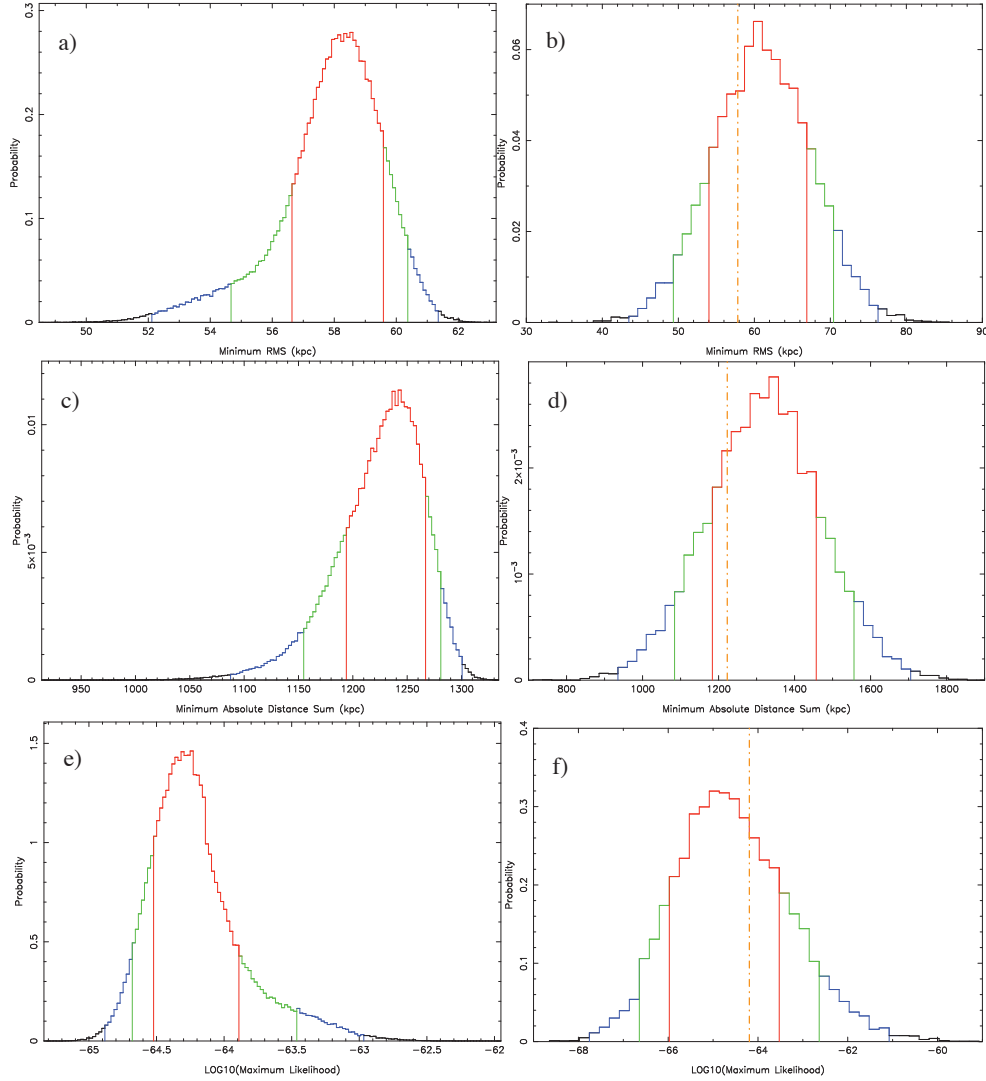 a)
0.3
0.2
0.1
0
Probability
50 52 54 56 58 60 62
Minimum RMS (kpc)
b)
0.06
0.04
0.02
0
Probability
30 40 50 60 70 80 90
Minimum RMS (kpc)
c)
0.01
5×10⁻³
0
Probability
950 1000 1050 1100 1150 1200 1250 1300
Minimum Absolute Distance Sum (kpc)
d)
2×10⁻³
10⁻³
0
Probability
800 1000 1200 1400 1600 1800
Minimum Absolute Distance Sum (kpc)
e)
1.5
1
0.5
0
Probability
-65 -64.5 -64 -63.5 -63 -62.5 -62
LOG10(Maximum Likelihood)
f)
0.4
0.3
0.2
0.1
0
Probability
-68 -66 -64 -62 -60
LOG10(Maximum Likelihood)